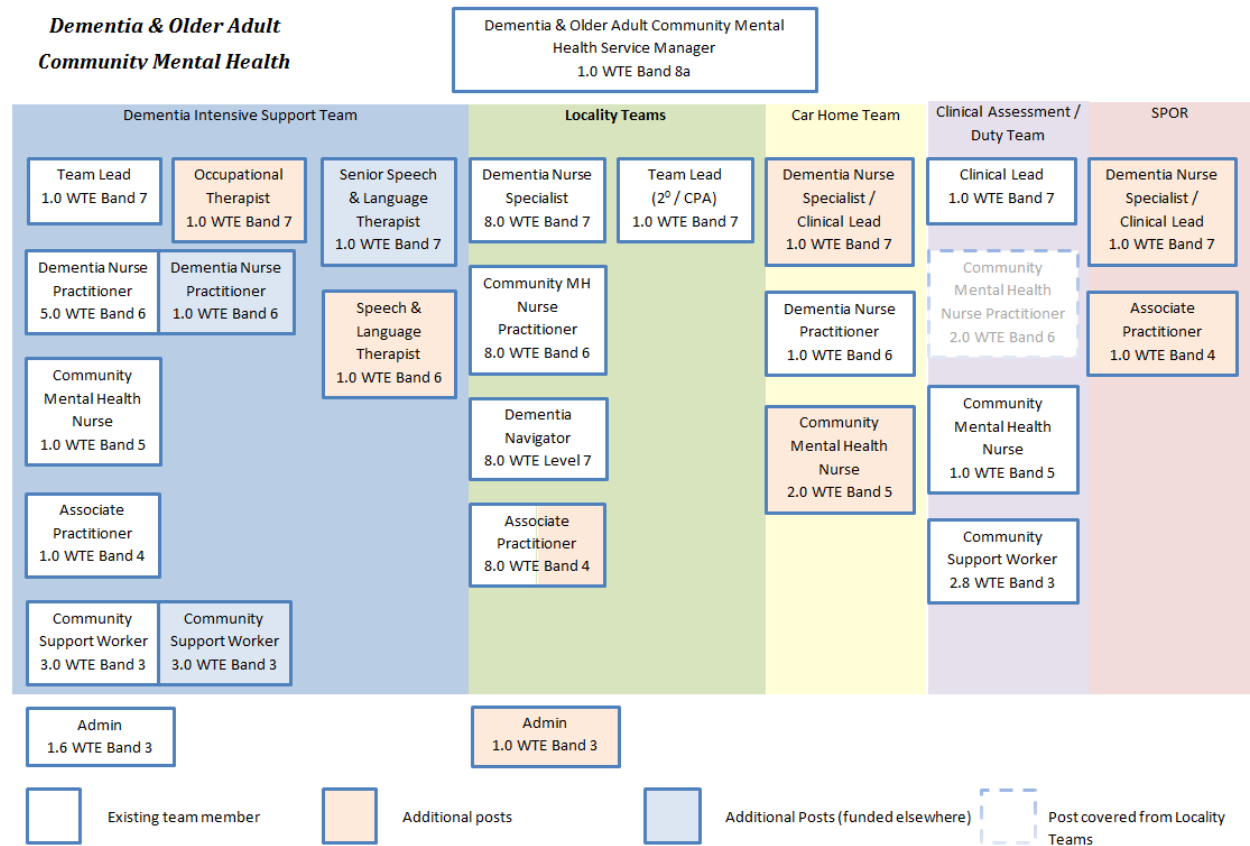 Dementia & Older Adult
Community Mental Health
Dementia & Older Adult Community Mental
Health Service Manager
1.0 WTE Band 8a
Dementia Intensive Support Team
Team Lead
1.0 WTE Band 7
Occupational
Therapist
1.0 WTE Band 7
Senior Speech
& Language
Therapist
1.0 WTE Band 7
Dementia Nurse
Practitioner
5.0 WTE Band 6
Dementia Nurse
Practitioner
1.0 WTE Band 6
Speech &
Language
Therapist
1.0 WTE Band 6
Community
Mental Health
Nurse
1.0 WTE Band 5
Associate
Practitioner
1.0 WTE Band 4
Community
Support Worker
3.0 WTE Band 3
Community
Support Worker
3.0 WTE Band 3
Locality Teams
Dementia Nurse
Specialist
8.0 WTE Band 7
Team Lead
(2⁰ / CPA)
1.0 WTE Band 7
Community MH
Nurse
Practitioner
8.0 WTE Band 6
Dementia
Navigator
8.0 WTE Level 7
Associate
Practitioner
8.0 WTE Band 4
Car Home Team
Dementia Nurse
Specialist /
Clinical Lead
1.0 WTE Band 7
Dementia Nurse
Practitioner
1.0 WTE Band 6
Community
Mental Health
Nurse
2.0 WTE Band 5
Clinical Assessment /
Duty Team
Clinical Lead
1.0 WTE Band 7
Community
Mental Health
Nurse Practitioner
2.0 WTE Band 6
Community
Mental Health
Nurse
1.0 WTE Band 5
Community
Support Worker
2.8 WTE Band 3
SPOR
Dementia Nurse
Specialist /
Clinical Lead
1.0 WTE Band 7
Associate
Practitioner
1.0 WTE Band 4
Admin
1.6 WTE Band 3
Admin
1.0 WTE Band 3
Existing team member
Additional posts
Additional Posts (funded elsewhere)
Post covered from Locality
Teams